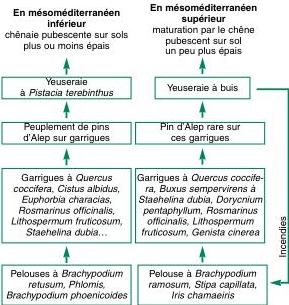 En mésoméditerranéen
inférieur
chênaie pubescente sur sols
plus ou moins épais
Yeuseraie
à Pistacia terebinthus
Peuplement de pins
d'Alep sur garrigues
Garrigues à Quercus
coccifera, Cistus albidus,
Euphorbia characias,
Rosmarinus officinalis,
Lithospermum fruticosum,
Staehelina dubia...
Pelouses à Brachypodium
retusum, Phlomis,
Brachypodium phoenicoides
En mésoméditerranéen
supérieur
maturation par le chêne
pubescent sur sol
un peu plus épais
Yeuseraie à buis
Pin d'Alep rare sur
ces garrigues
Garrigues à Quercus coccife-
ra, Buxus sempervirens à
Staehelina dubia, Dorycnium
pentaphyllum, Rosmarinus
officinalis, Lithospermum
fruticosum, Genista cinerea
Pelouse à Brachypodium
ramosum, Stipa capillata,
Iris chamaeiris
Incendies